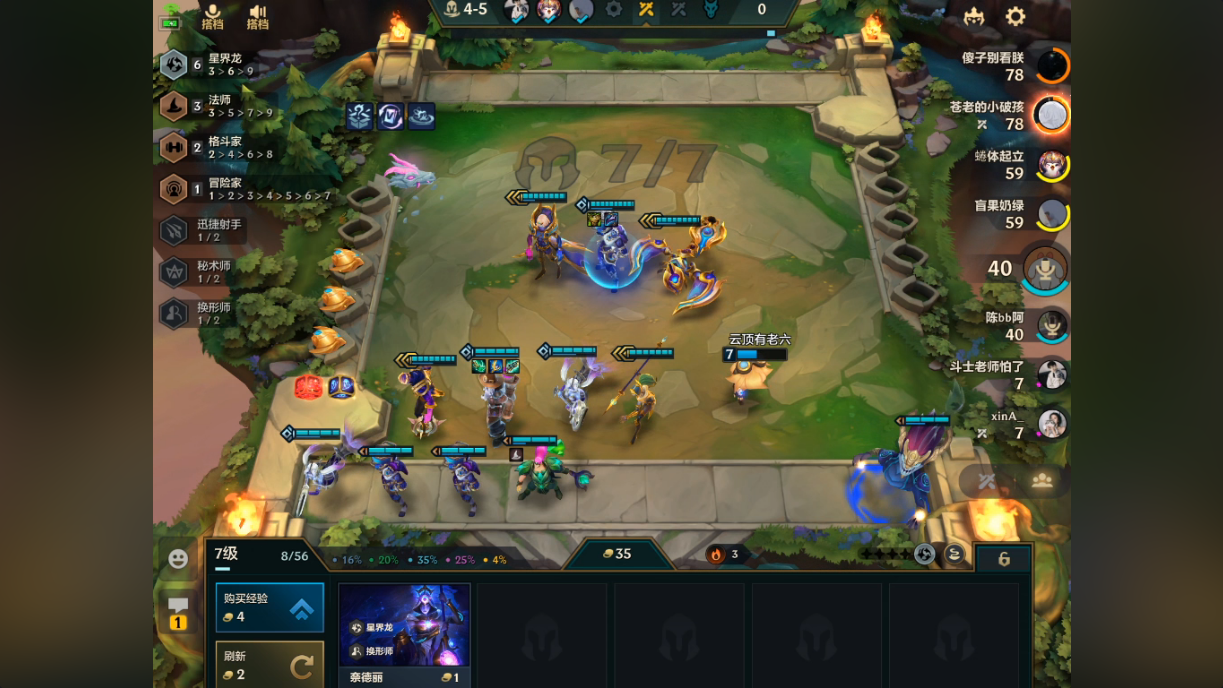 搭档
搭档
4-5
0
6 星界龙
3 > 6 > 9
3 法师
3 > 5 > 7 > 9
2 格斗家
2 > 4 > 6 > 8
1 冒险家
1 > 2 > 3 > 4 > 5 > 6 > 7
迅捷射手
1 / 2
秘术师
1 / 2
换形师
1 / 2
7/7
傻子别看朕
78
苍老的小破孩
78
蜷体起立
59
盲果奶绿
59
40
陈bb阿
40
斗士老师怕了
7
xinA
7
云顶有老六
7
7级
8/56
16% 20% 35% 25% 4%
35
3
购买经验
4
刷新
2
星界龙
换形师
奈德丽
1
1